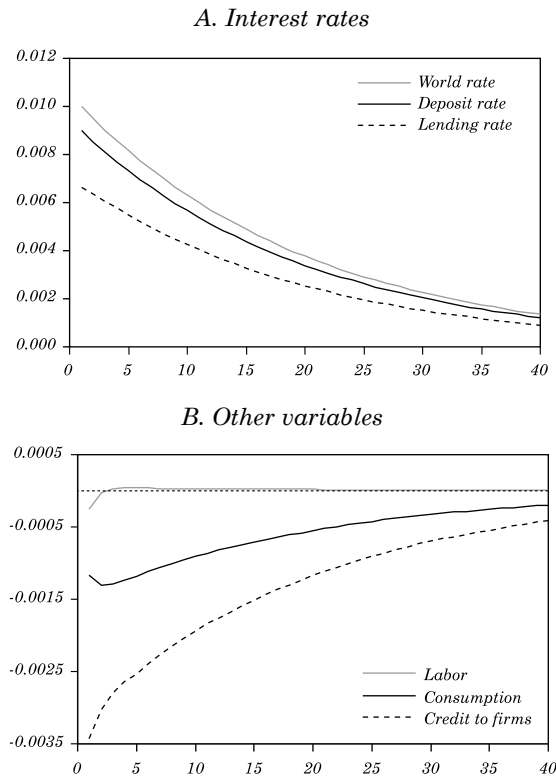 A. Interest rates
0.012
0.010
0.008
0.006
0.004
0.002
0.000
World rate
Deposit rate
Lending rate
0 5 10 15 20 25 30 35 40
B. Other variables
0.0005
-0.0005
-0.0015
-0.0025
-0.0035
Labor
Consumption
Credit to firms
0 5 10 15 20 25 30 35 40